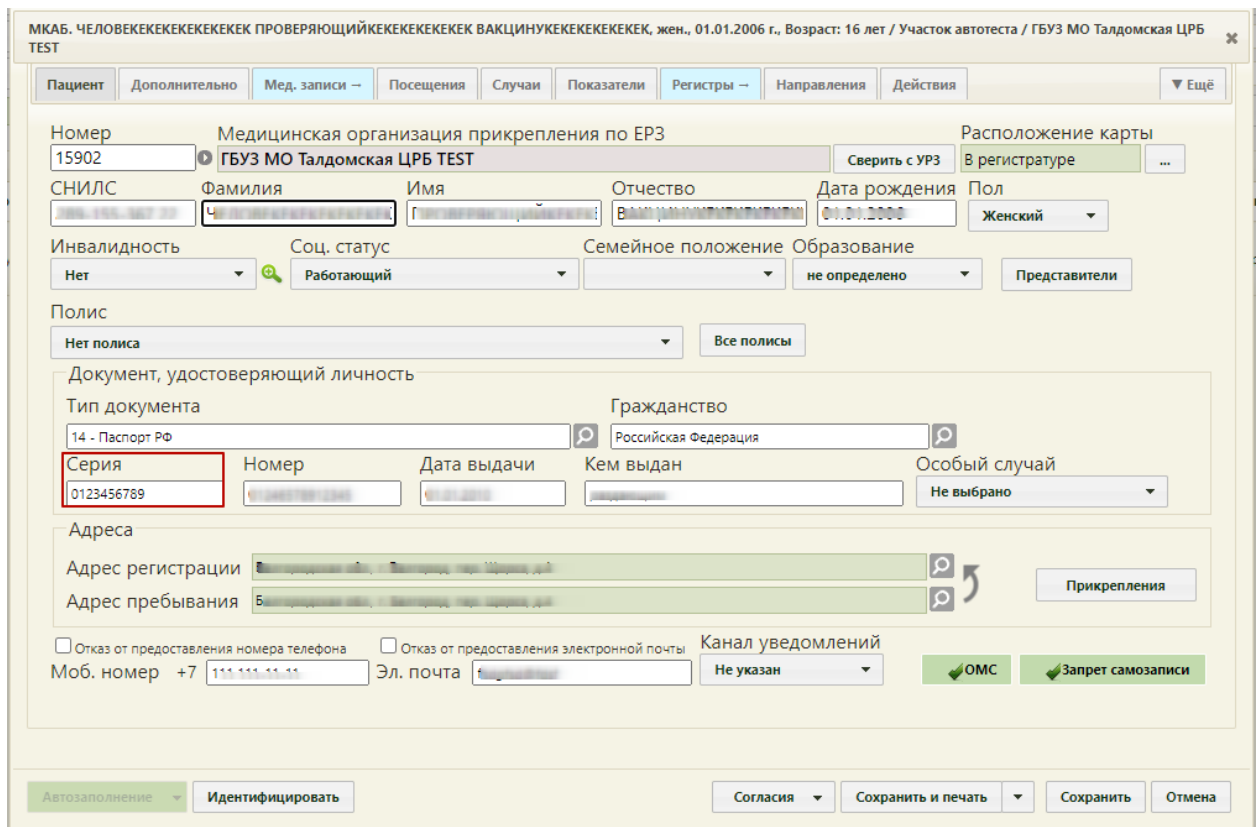 МКАБ. ЧЕЛОВЕКЕКЕКЕКЕКЕКЕКЕК ПРОВЕРЯЮЩИЙКЕКЕКЕКЕКЕК ВАКЦИНУКЕКЕКЕКЕКЕК, жен., 01.01.2006 г., Возраст: 16 лет / Участок автотеста / ГБУЗ МО Талдомская ЦРБ
TEST
Пациент Дополнительно Мед. записи → Посещения Случаи Показатели Регистры → Направления Действия ▼ Ещё
Номер Медицинская организация прикрепления по ЕРЗ Расположение карты
15902 ГБУЗ МО Талдомская ЦРБ TEST Сверить с УРЗ В регистратуре ...
СНИЛС Фамилия Имя Отчество Дата рождения Пол
Женский
Инвалидность Соц. статус Семейное положение Образование
Нет Работающий не определено Представители
Полис
Нет полиса Все полисы
Документ, удостоверяющий личность
Тип документа Гражданство
14 - Паспорт РФ Российская Федерация
Серия Номер Дата выдачи Кем выдан Особый случай
0123456789 Не выбрано
Адреса
Адрес регистрации
Адрес пребывания Прикрепления
Отказ от предоставления номера телефона Отказ от предоставления электронной почты Канал уведомлений
Моб. номер +7 Эл. почта Не указан ОМС Запрет самозаписи
Автозаполнение Идентифицировать Согласия Сохранить и печать Сохранить Отмена